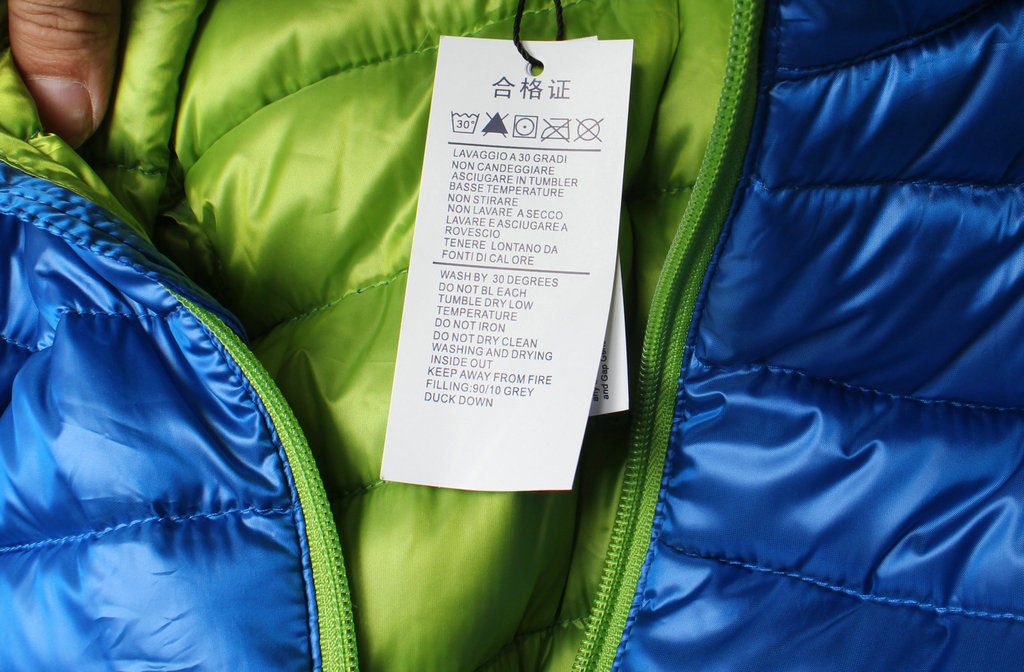 合格证
30°
LAVAGGIO A 30 GRADI
NON CANDEGGIARE
ASCIUGARE IN TUMBLER
BASSE TEMPERATURE
NON STIRARE
NON LAVARE A SECCO
LAVARE E ASCIUGARE A
ROVESCIO
TENERE LONTANO DA
FONTI DI CAL ORE
WASH BY 30 DEGREES
DO NOT BL EACH
TUMBLE DRY LOW
TEMPERATURE
DO NOT IRON
DO NOT DRY CLEAN
WASHING AND DRYING
INSIDE OUT
KEEP AWAY FROM FIRE
FILLING:90/10 GREY
DUCK DOWN
and Gap